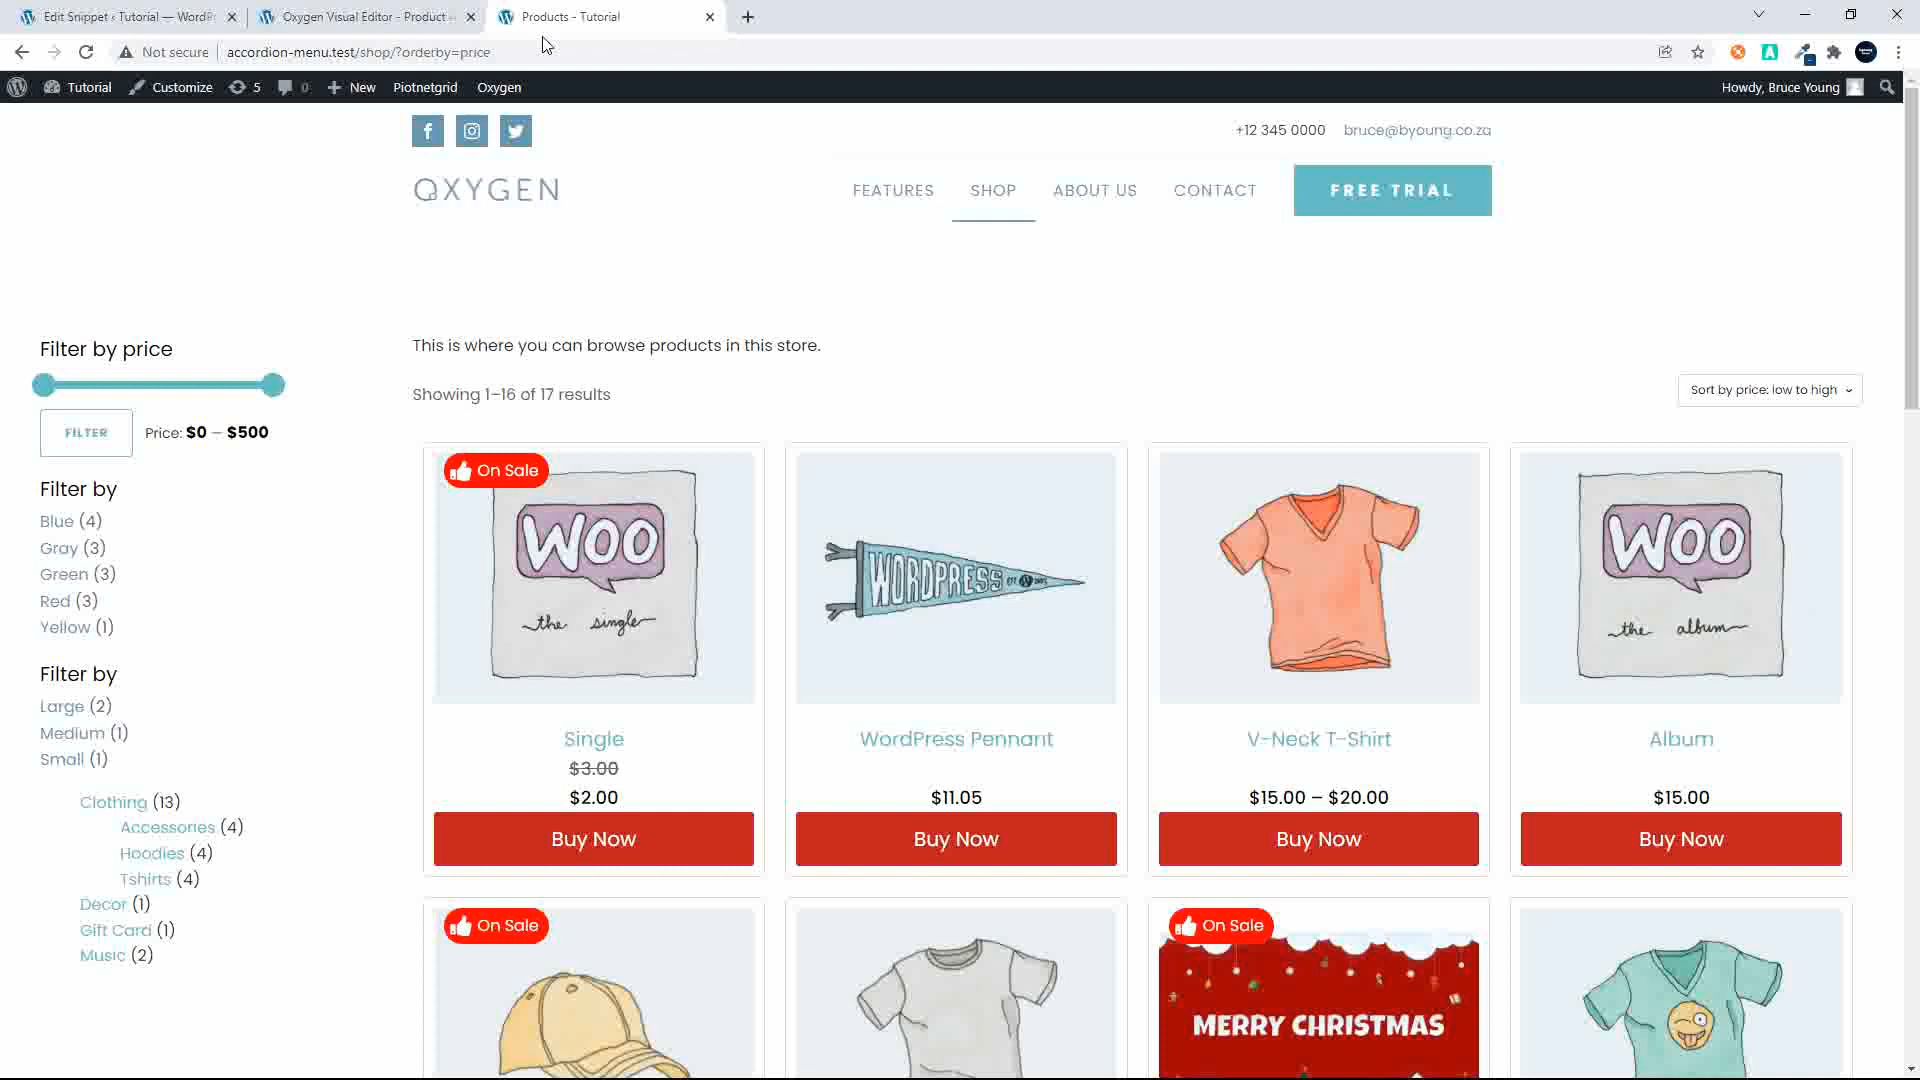 Edit Snippet ‹ Tutorial — WordPr
Oxygen Visual Editor - Product -
Products - Tutorial
Not secure
accordion-menu.test/shop/?orderby=price
Tutorial
Customize
5
0
New
Piotnetgrid
Oxygen
Howdy, Bruce Young
+12 345 0000
bruce@byoung.co.za
OXYGEN
FEATURES
SHOP
ABOUT US
CONTACT
FREE TRIAL
Filter by price
FILTER
Price: $0 — $500
Filter by
Blue (4)
Gray (3)
Green (3)
Red (3)
Yellow (1)
Filter by
Large (2)
Medium (1)
Small (1)
Clothing (13)
Accessories (4)
Hoodies (4)
Tshirts (4)
Decor (1)
Gift Card (1)
Music (2)
This is where you can browse products in this store.
Showing 1–16 of 17 results
Sort by price: low to high
On Sale
WOO
the single
WORDPRESS
WOO
the album
Single
$3.00
$2.00
Buy Now
WordPress Pennant
$11.05
Buy Now
V-Neck T-Shirt
$15.00 – $20.00
Buy Now
Album
$15.00
Buy Now
On Sale
On Sale
MERRY CHRISTMAS